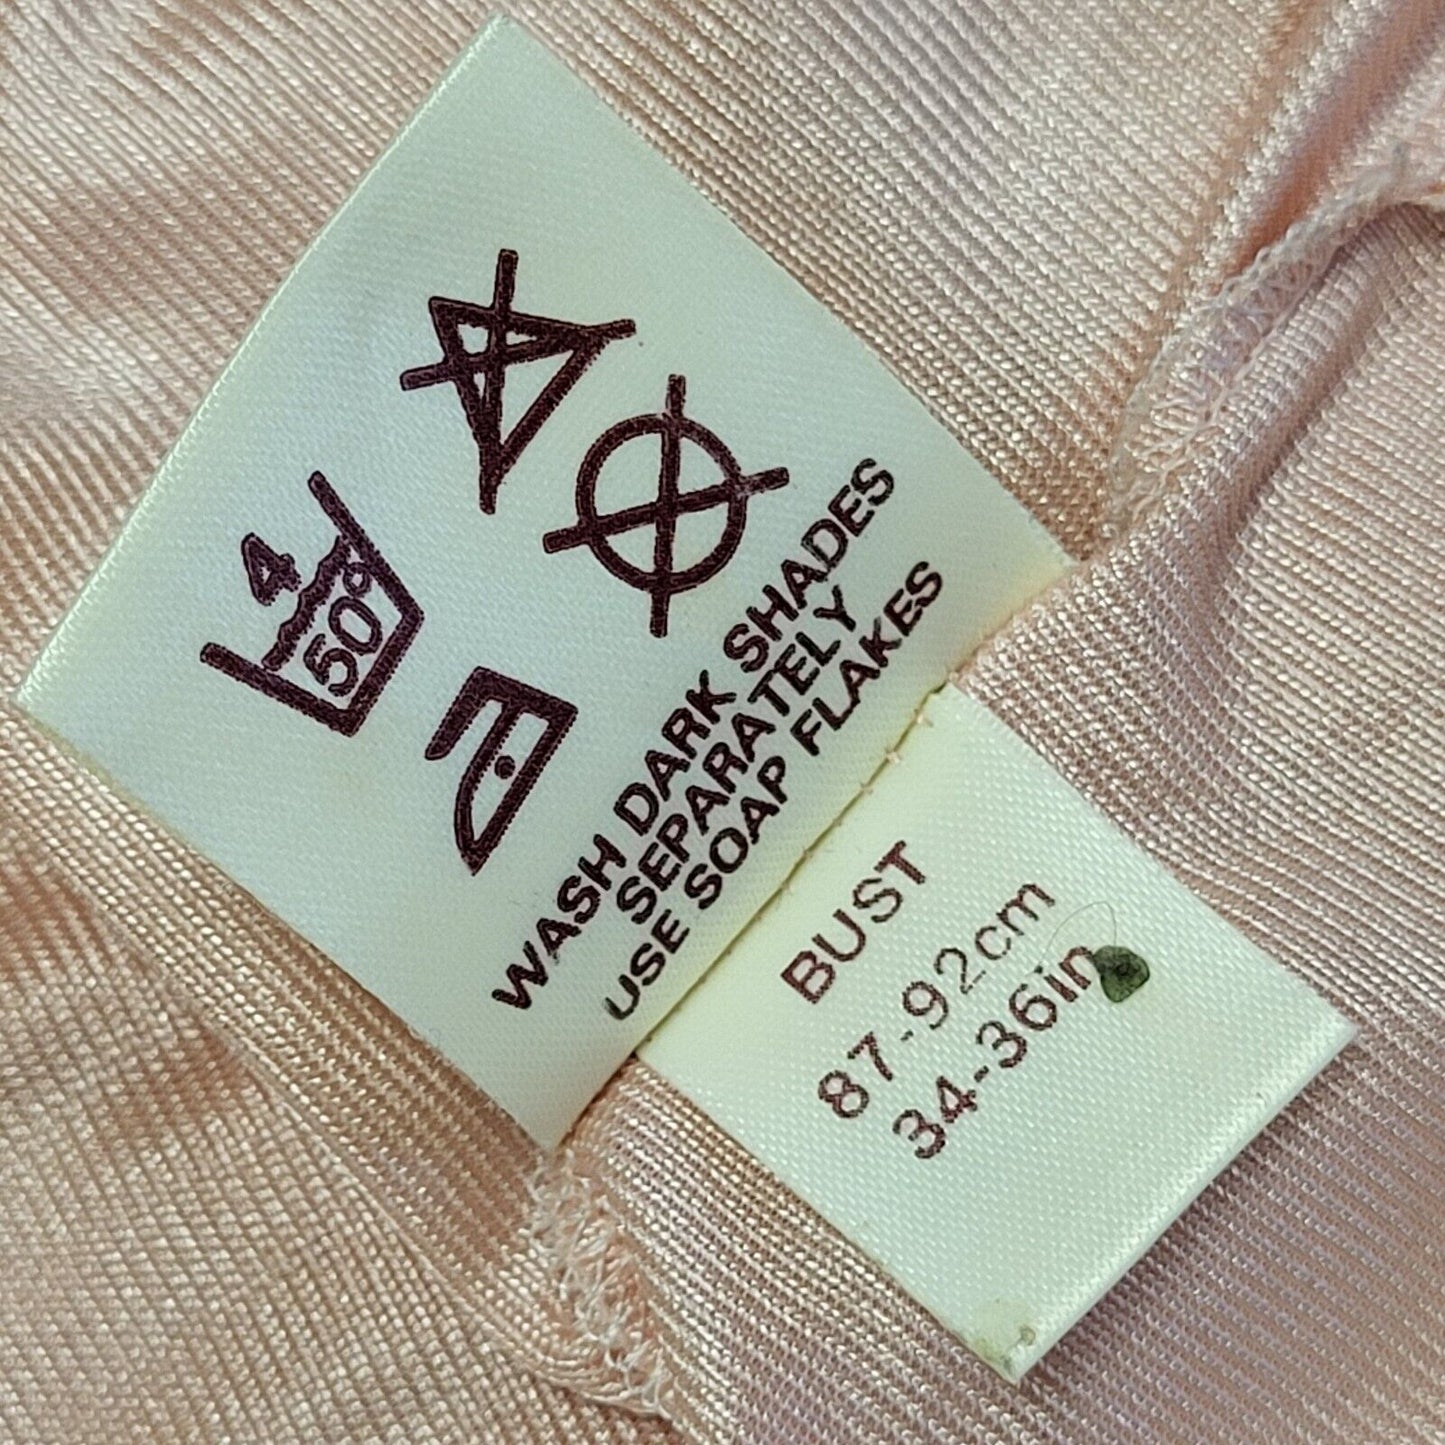 4
50°
WASH DARK SHADES
SEPARATELY
USE SOAP FLAKES
BUST
87-92cm
34-36in